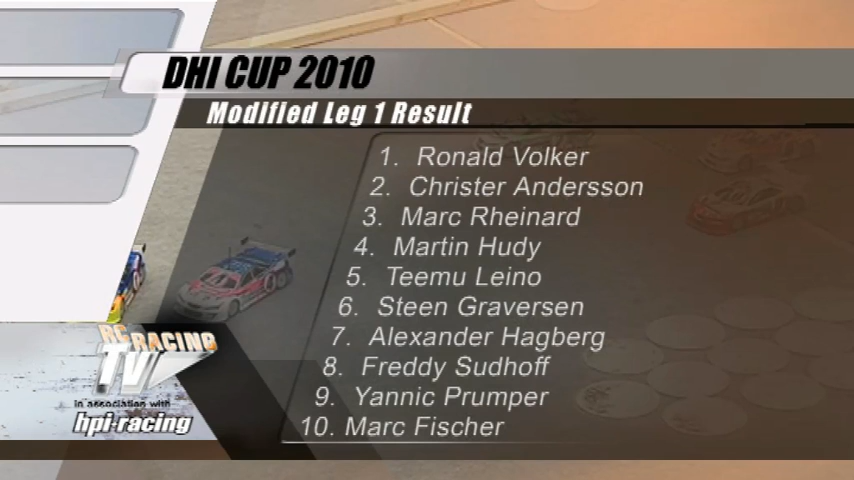 DHI CUP 2010
Modified Leg 1 Result
1. Ronald Volker
2. Christer Andersson
3. Marc Rheinard
4. Martin Hudy
5. Teemu Leino
6. Steen Graversen
7. Alexander Hagberg
8. Freddy Sudhoff
9. Yannic Prumper
10. Marc Fischer
RC RACING
TV
in association with
hpi-racing